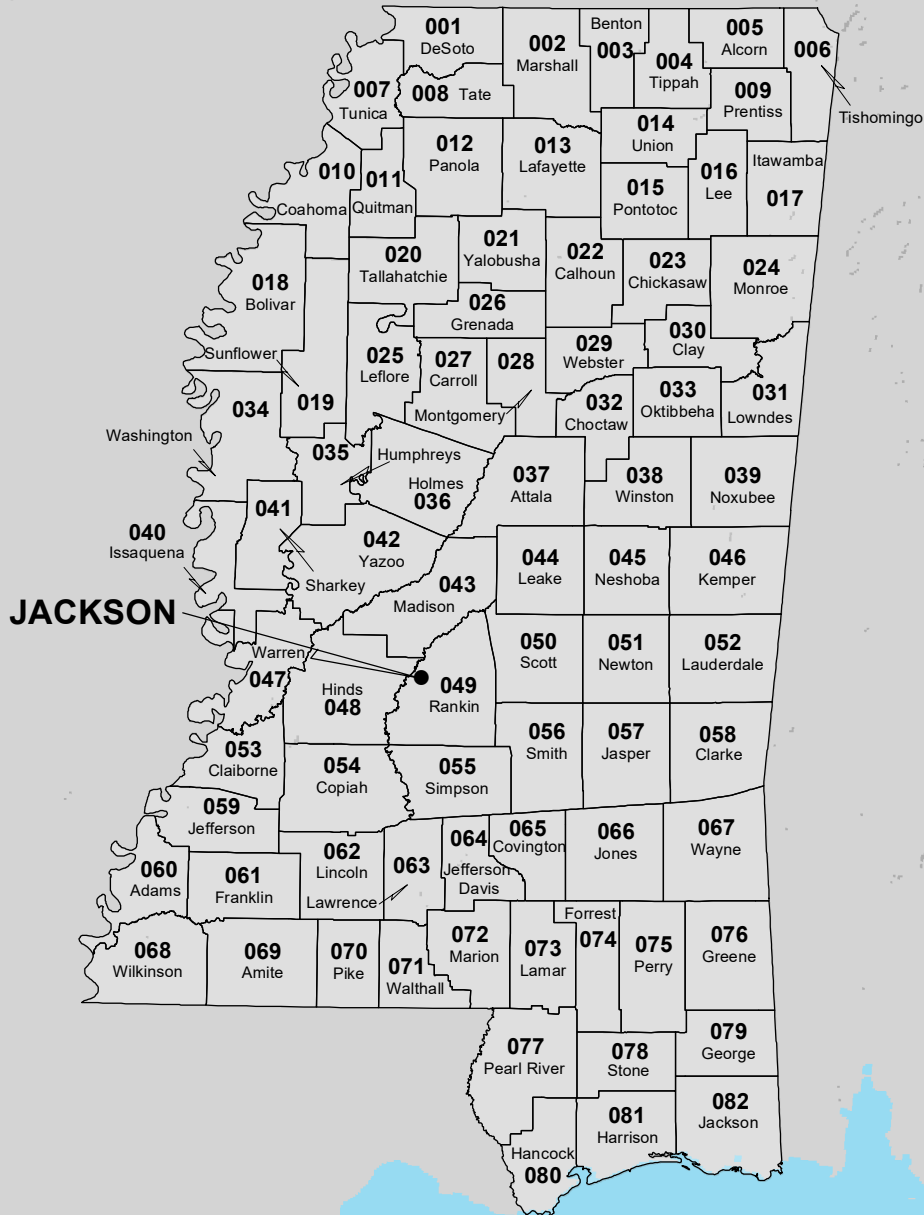 001
DeSoto
002
Marshall
Benton
003
004
Tippah
005
Alcorn
006
Tishomingo
007
Tunica
008 Tate
009
Prentiss
010
Coahoma
011
Quitman
012
Panola
013
Lafayette
014
Union
015
Pontotoc
016
Lee
Itawamba
017
018
Bolivar
Sunflower
019
020
Tallahatchie
021
Yalobusha
022
Calhoun
023
Chickasaw
024
Monroe
025
Leflore
026
Grenada
027
Carroll
028
Montgomery
029
Webster
030
Clay
031
Lowndes
032
Choctaw
033
Oktibbeha
034
Washington
035
Humphreys
Holmes
036
037
Attala
038
Winston
039
Noxubee
040
Issaquena
041
Sharkey
042
Yazoo
043
Madison
044
Leake
045
Neshoba
046
Kemper
JACKSON
Warren
047
Hinds
048
049
Rankin
050
Scott
051
Newton
052
Lauderdale
053
Claiborne
054
Copiah
055
Simpson
056
Smith
057
Jasper
058
Clarke
059
Jefferson
060
Adams
061
Franklin
062
Lincoln
Lawrence
063
064
Jefferson
Davis
065
Covington
066
Jones
067
Wayne
068
Wilkinson
069
Amite
070
Pike
071
Walthall
072
Marion
073
Lamar
Forrest
074
075
Perry
076
Greene
077
Pearl River
078
Stone
079
George
Hancock
080
081
Harrison
082
Jackson